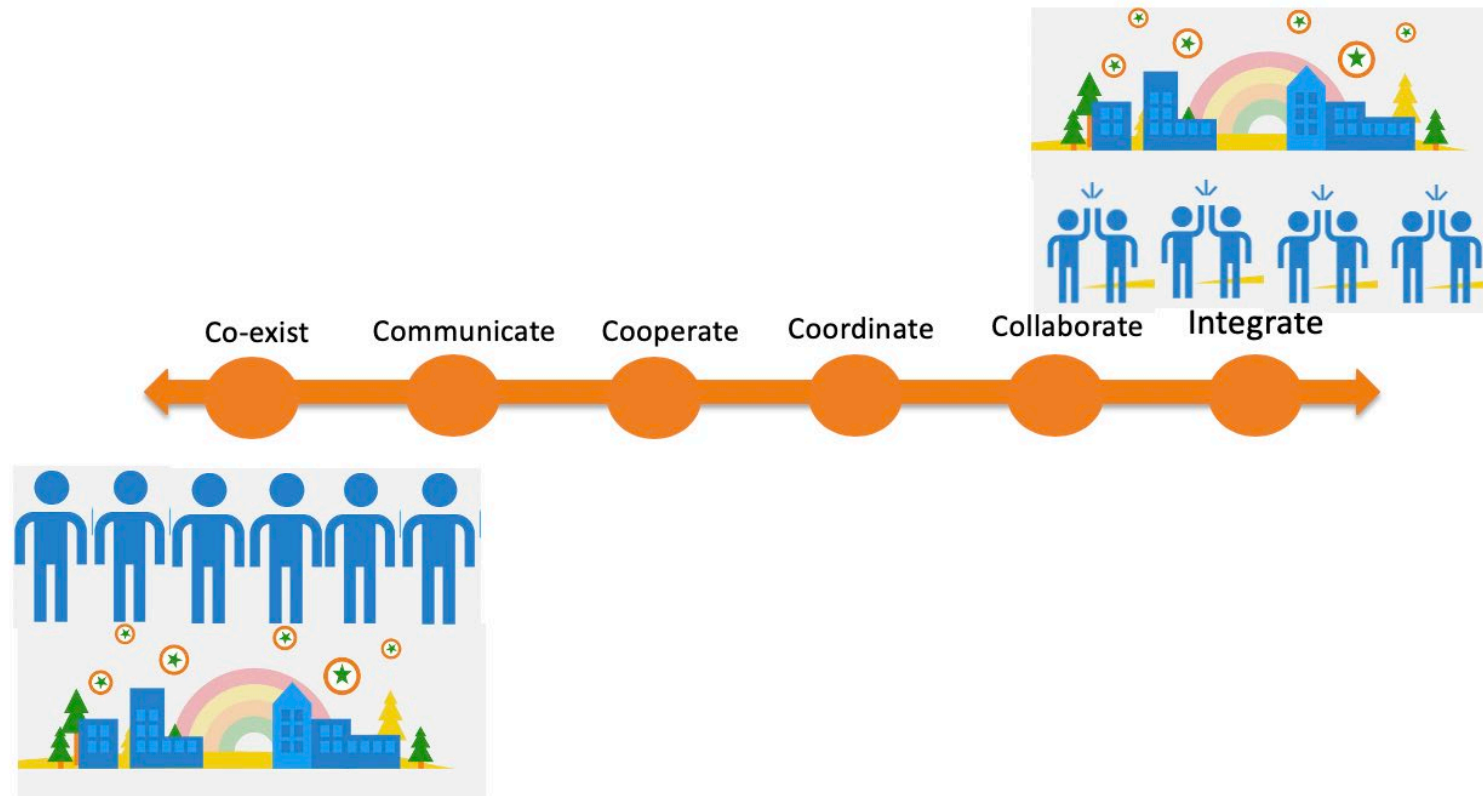 Co-exist
Communicate
Cooperate
Coordinate
Collaborate
Integrate